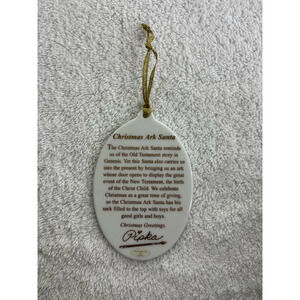 Christmas Ark Santa
The Christmas Ark Santa reminds
us of the Old Testament story in
Genesis. Yet this Santa also carries us
into the present by bringing us an ark
whose door opens to display the great
event of the New Testament, the birth
of the Christ Child. We celebrate
Christmas as a great time of giving,
so the Christmas Ark Santa has his
sack filled to the top with toys for all
good girls and boys.
Christmas Greetings,
Pipka